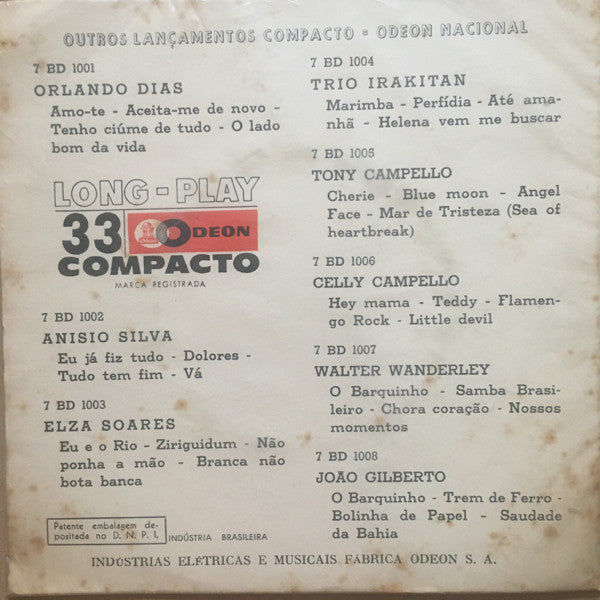 OUTROS LANÇAMENTOS COMPACTO - ODEON NACIONAL
7 BD 1001
ORLANDO DIAS
Amo-te - Aceita-me de novo -
Tenho ciúme de tudo - O lado
bom da vida
LONG-PLAY
33 ODEON
COMPACTO
MARCA REGISTRADA
7 BD 1002
ANISIO SILVA
Eu já fiz tudo - Dolores -
Tudo tem fim - Vá
7 BD 1003
ELZA SOARES
Eu e o Rio - Ziriguidum - Não
ponha a mão - Branca não
bota banca
7 BD 1004
TRIO IRAKITAN
Marimba - Perfídia - Até ama-
nhã - Helena vem me buscar
7 BD 1005
TONY CAMPELLO
Cherie - Blue moon - Angel
Face - Mar de Tristeza (Sea of
heartbreak)
7 BD 1006
CELLY CAMPELLO
Hey mama - Teddy - Flamen-
go Rock - Little devil
7 BD 1007
WALTER WANDERLEY
O Barquinho - Samba Brasi-
leiro - Chora coração - Nossos
momentos
7 BD 1008
JOAO GILBERTO
O Barquinho - Trem de Ferro -
Bolinha de Papel - Saudade
da Bahia
Patente embalagem de-
positada no D. N. P. I.
INDÚSTRIA BRASILEIRA
INDÚSTRIAS ELÉTRICAS E MUSICAIS FÁBRICA ODEON S. A.